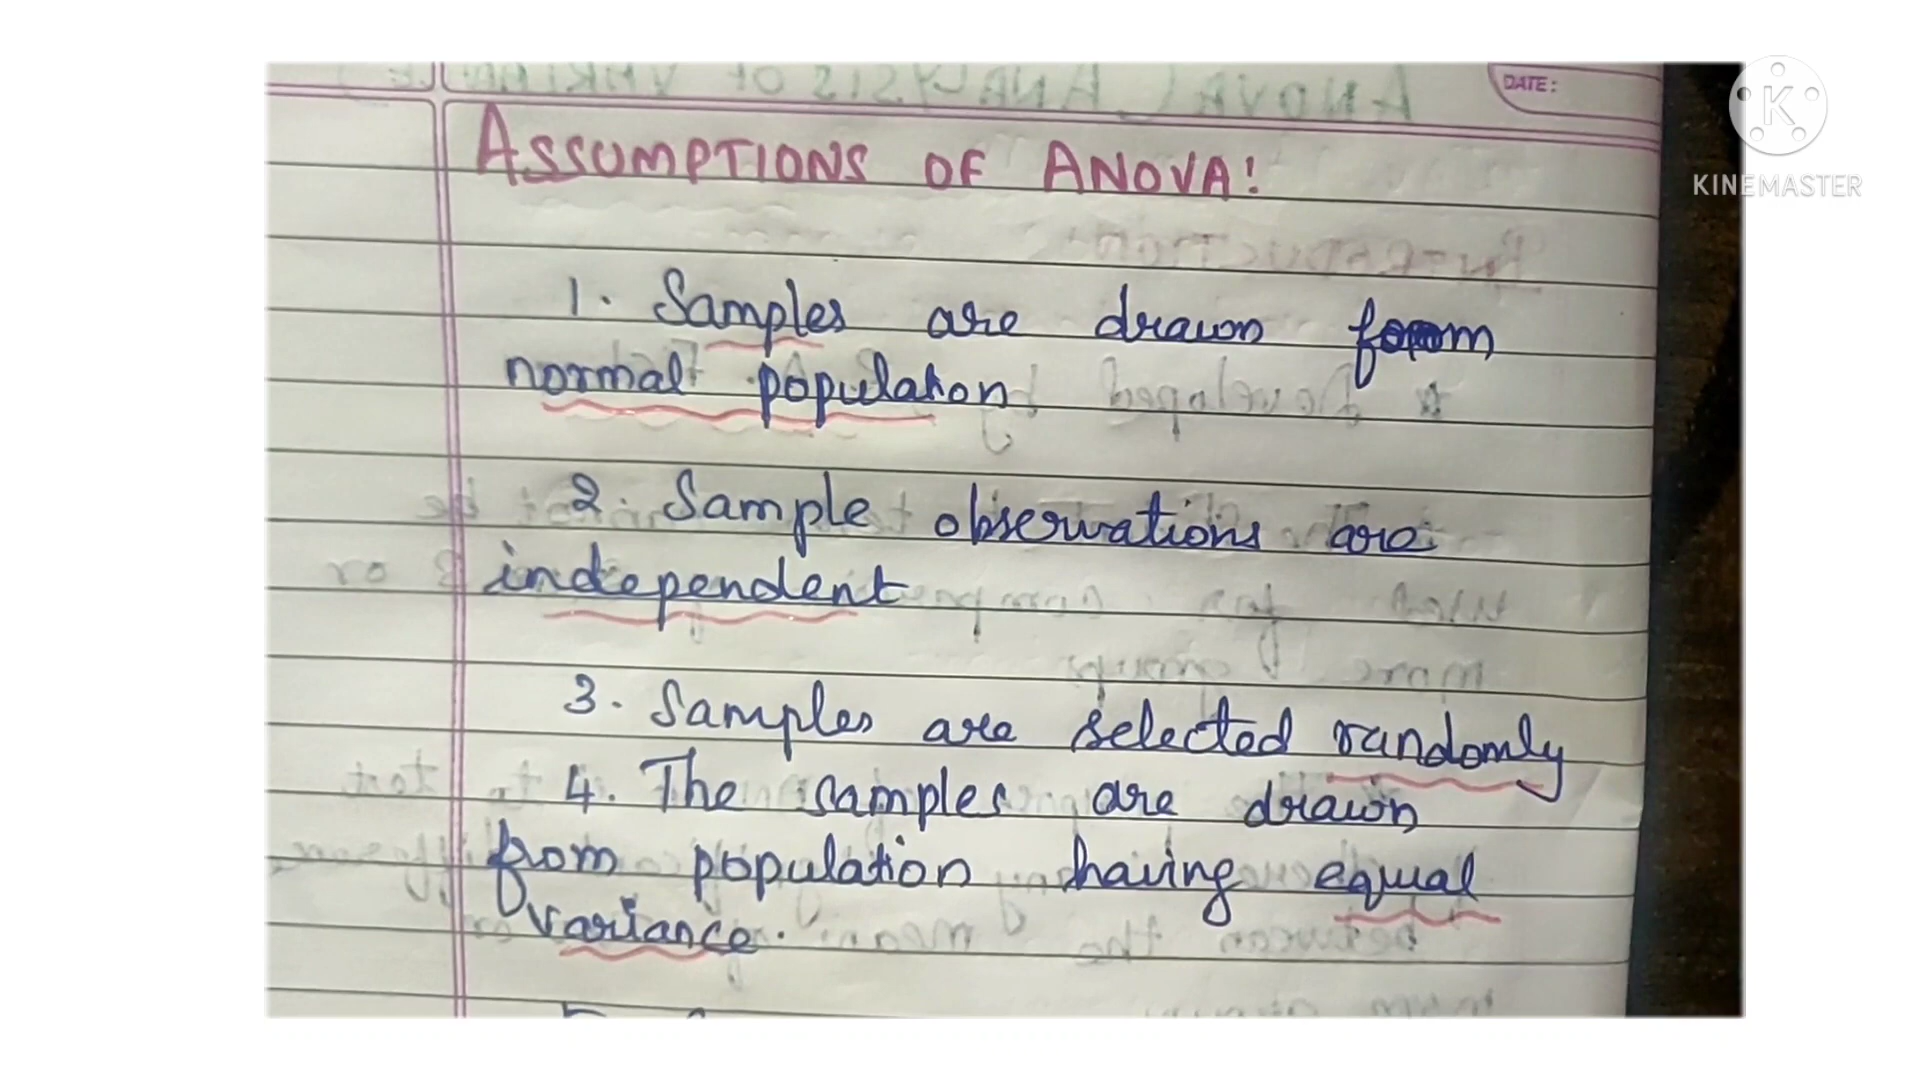 DATE:
ASSUMPTIONS OF ANOVA:
1. Samples are drawn from
normal population
2. Sample observations are
independent
3. Samples are selected randomly
4. The samples are drawn
from population having equal
variance.
K
KINEMASTER